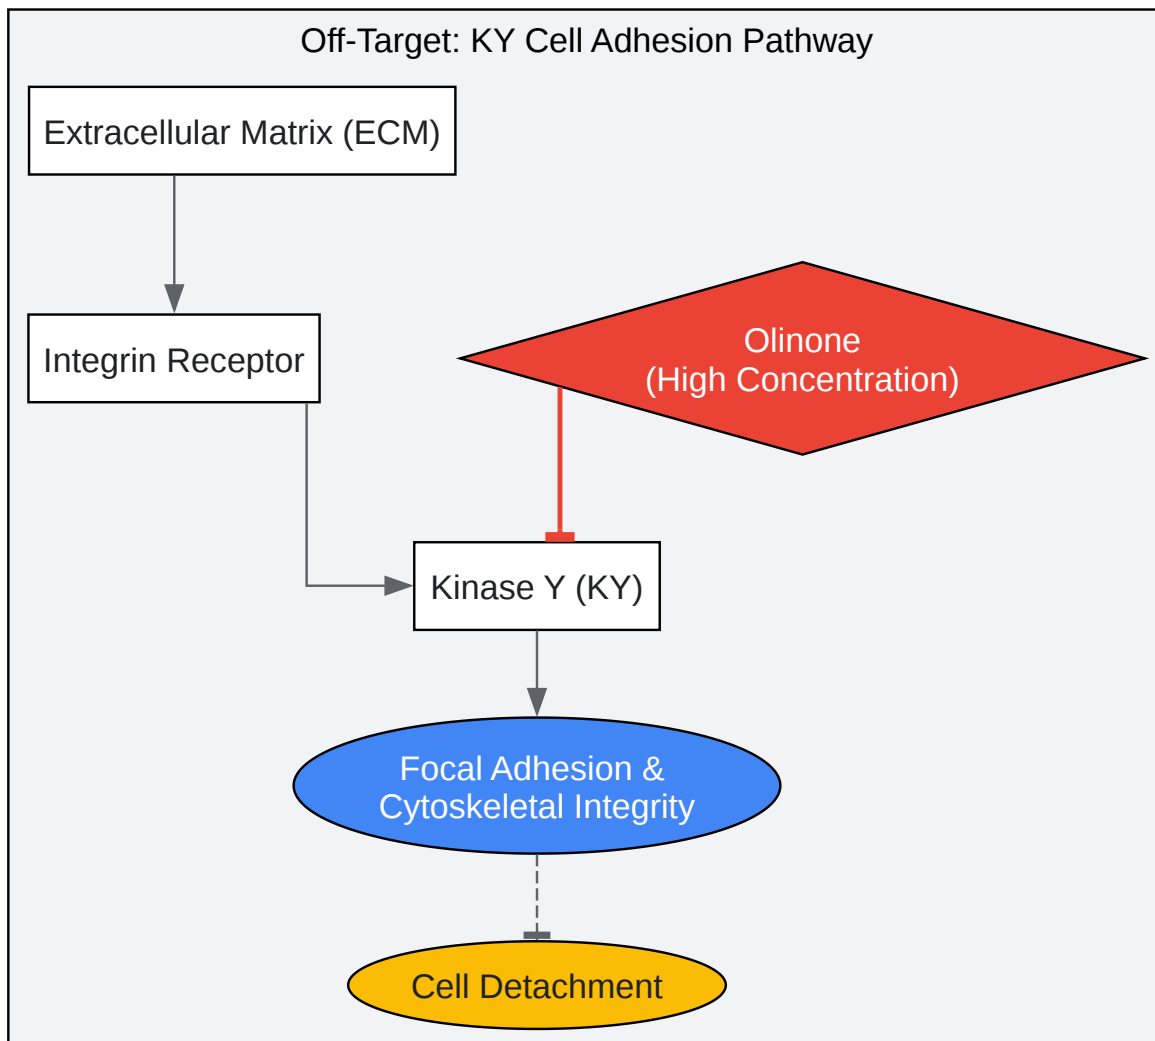 Off-Target: KY Cell Adhesion Pathway
Extracellular Matrix (ECM)
Integrin Receptor
Olinone
(High Concentration)
Kinase Y (KY)
Focal Adhesion &
Cytoskeletal Integrity
Cell Detachment